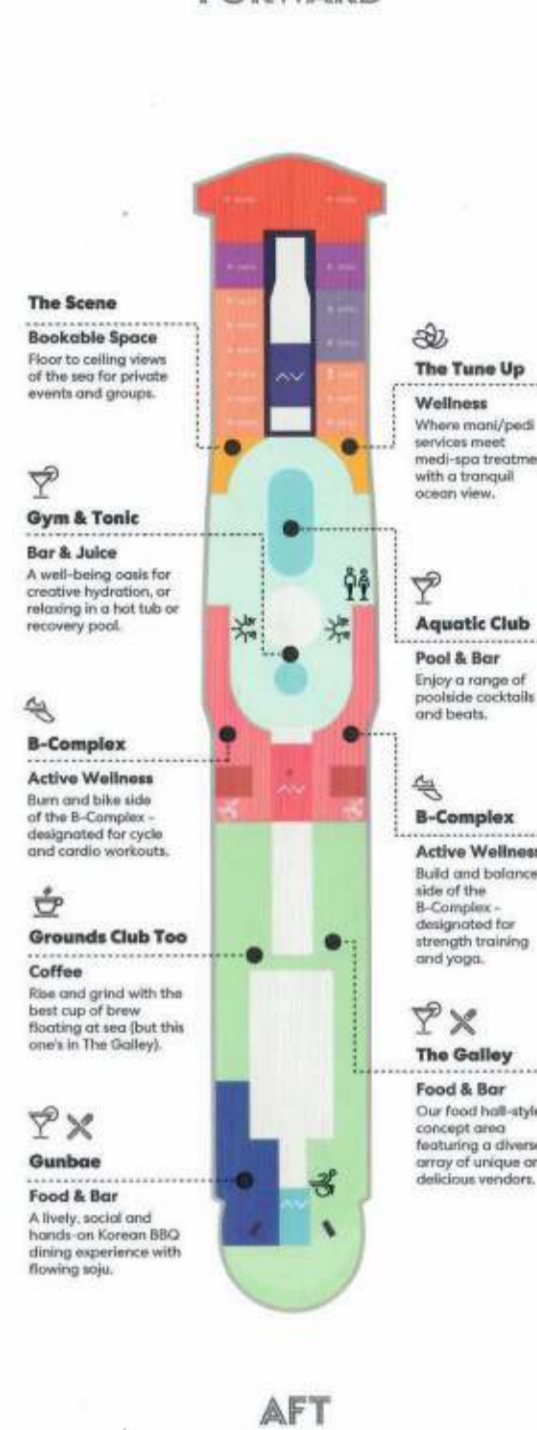 FORWARD
The Scene
Bookable Space
Floor to ceiling views
of the sea for private
events and groups.
Gym & Tonic
Bar & Juice
A well-being oasis for
creative hydration, or
relaxing in a hot tub or
recovery pool.
B-Complex
Active Wellness
Burn and bike side
of the B-Complex -
designated for cycle
and cardio workouts.
Grounds Club Too
Coffee
Rise and grind with the
best cup of brew
floating at sea (but this
one's in The Galley).
Gunbae
Food & Bar
A lively, social and
hands-on Korean BBQ
dining experience with
flowing soju.
The Tune Up
Wellness
Where mani/pedi
services meet
medi-spa treatme
with a tranquil
ocean view.
Aquatic Club
Pool & Bar
Enjoy a range of
poolside cocktails
and beats.
B-Complex
Active Wellness
Build and balance
side of the
B-Complex -
designated for
strength training
and yoga.
The Galley
Food & Bar
Our food hall-style
concept area
featuring a diverse
array of unique an
delicious vendors.
AFT